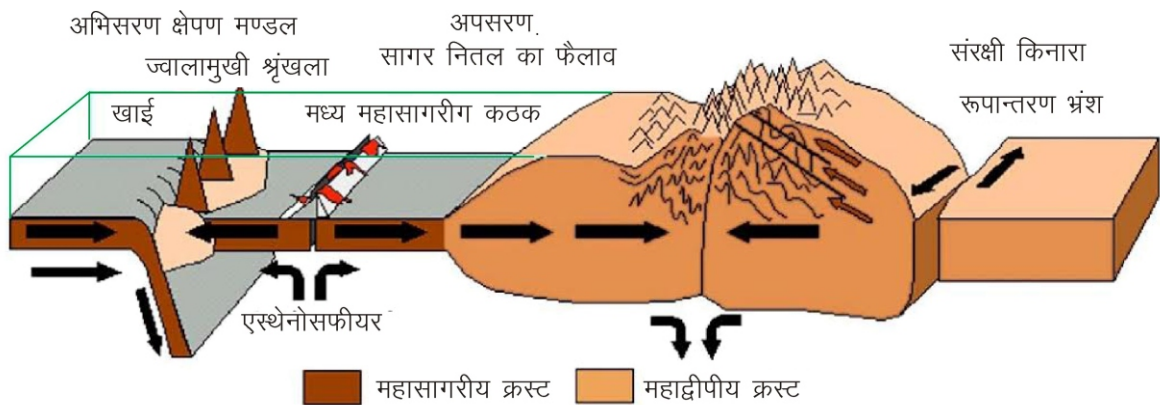 अभिसरण क्षेपण मण्डल
ज्वालामुखी श्रृंखला
खाई
अपसरण.
सागर नितल का फैलाव
मध्य महासागरीग कठक
संरक्षी किनारा
रूपान्तरण भ्रंश
एस्थेनोसफीयर
महासागरीय क्रस्ट
महाद्वीपीय क्रस्ट